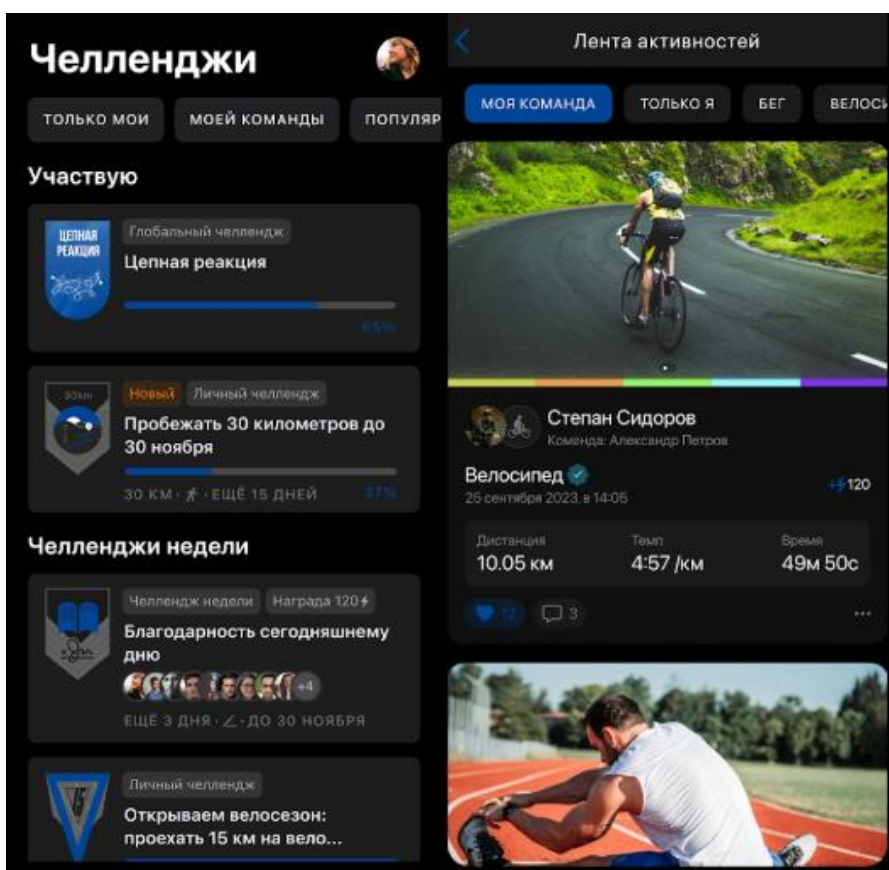 Челленджи
ТОЛЬКО МОИ
МОЕЙ КОМАНДЫ
ПОПУЛЯР
Участвую
ЦЕПНАЯ
РЕАКЦИЯ
Глобальный челлендж
Цепная реакция
65%
30km
Новый
Личный челлендж
Пробежать 30 километров до
30 ноября
30 КМ · · ЕЩЁ 15 ДНЕЙ
37%
Челленджи недели
Челлендж недели
Награда 120
Благодарность сегодняшнему
дню
+4
ЕЩЁ 3 ДНЯ · · ДО 30 НОЯБРЯ
15
Личный челлендж
Открываем велосезон:
проехать 15 км на вело...
Лента активностей
МОЯ КОМАНДА
ТОЛЬКО Я
БЕГ
ВЕЛОСИ
Степан Сидоров
Команда: Александр Петров
Велосипед
25 сентября 2023, в 14:05
+120
Дистанция
Темп
Время
10.05 км
4:57 /км
49м 50с
72
3